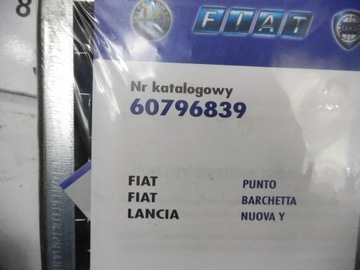 FIAT
Nr katalogowy
60796839
FIAT PUNTO
FIAT BARCHETTA
LANCIA NUOVA Y